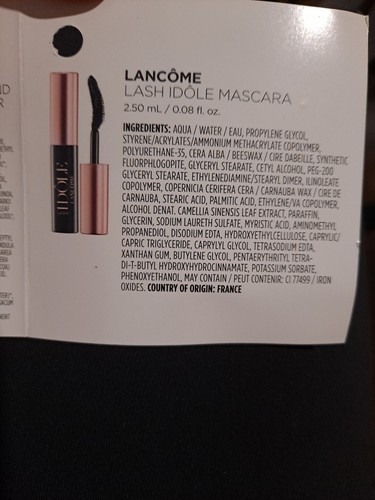 LANCÔME
LASH IDÔLE MASCARA
2.50 mL / 0.08 fl. oz.
INGREDIENTS: AQUA / WATER / EAU, PROPYLENE GLYCOL,
STYRENE/ACRYLATES/AMMONIUM METHACRYLATE COPOLYMER,
POLYURETHANE-35, CERA ALBA / BEESWAX / CIRE DABEILLE, SYNTHETIC
FLUORPHLOGOPITE, GLYCERYL STEARATE, CETYL ALCOHOL, PEG-200
GLYCERYL STEARATE, ETHYLENEDIAMINE/STEARYL DIMER, ILINOLEATE
COPOLYMER, COPERNICIA CERIFERA CERA / CARNAUBA WAX / CIRE DE
CARNAUBA, STEARIC ACID, PALMITIC ACID, ETHYLENE/VA COPOLYMER,
ALCOHOL DENAT. CAMELLIA SINENSIS LEAF EXTRACT, PARAFFIN,
GLYCERIN, SODIUM LAURETH SULFATE, MYRISTIC ACID, AMINOMETHYL
PROPANEDIOL, DISODIUM EDTA, HYDROXYETHYLCELLULOSE, CAPRYLIC/
CAPRIC TRIGLYCERIDE, CAPRYLYL GLYCOL, TETRASODIUM EDTA,
XANTHAN GUM, BUTYLENE GLYCOL, PENTAERYTHRITYL TETRA-
DI-T-BUTYL HYDROXYHYDROCINNAMATE, POTASSIUM SORBATE,
PHENOXYETHANOL, MAY CONTAIN / PEUT CONTENIR: CI 77499 / IRON
OXIDES. COUNTRY OF ORIGIN: FRANCE
IDÔLE
LANCÔME